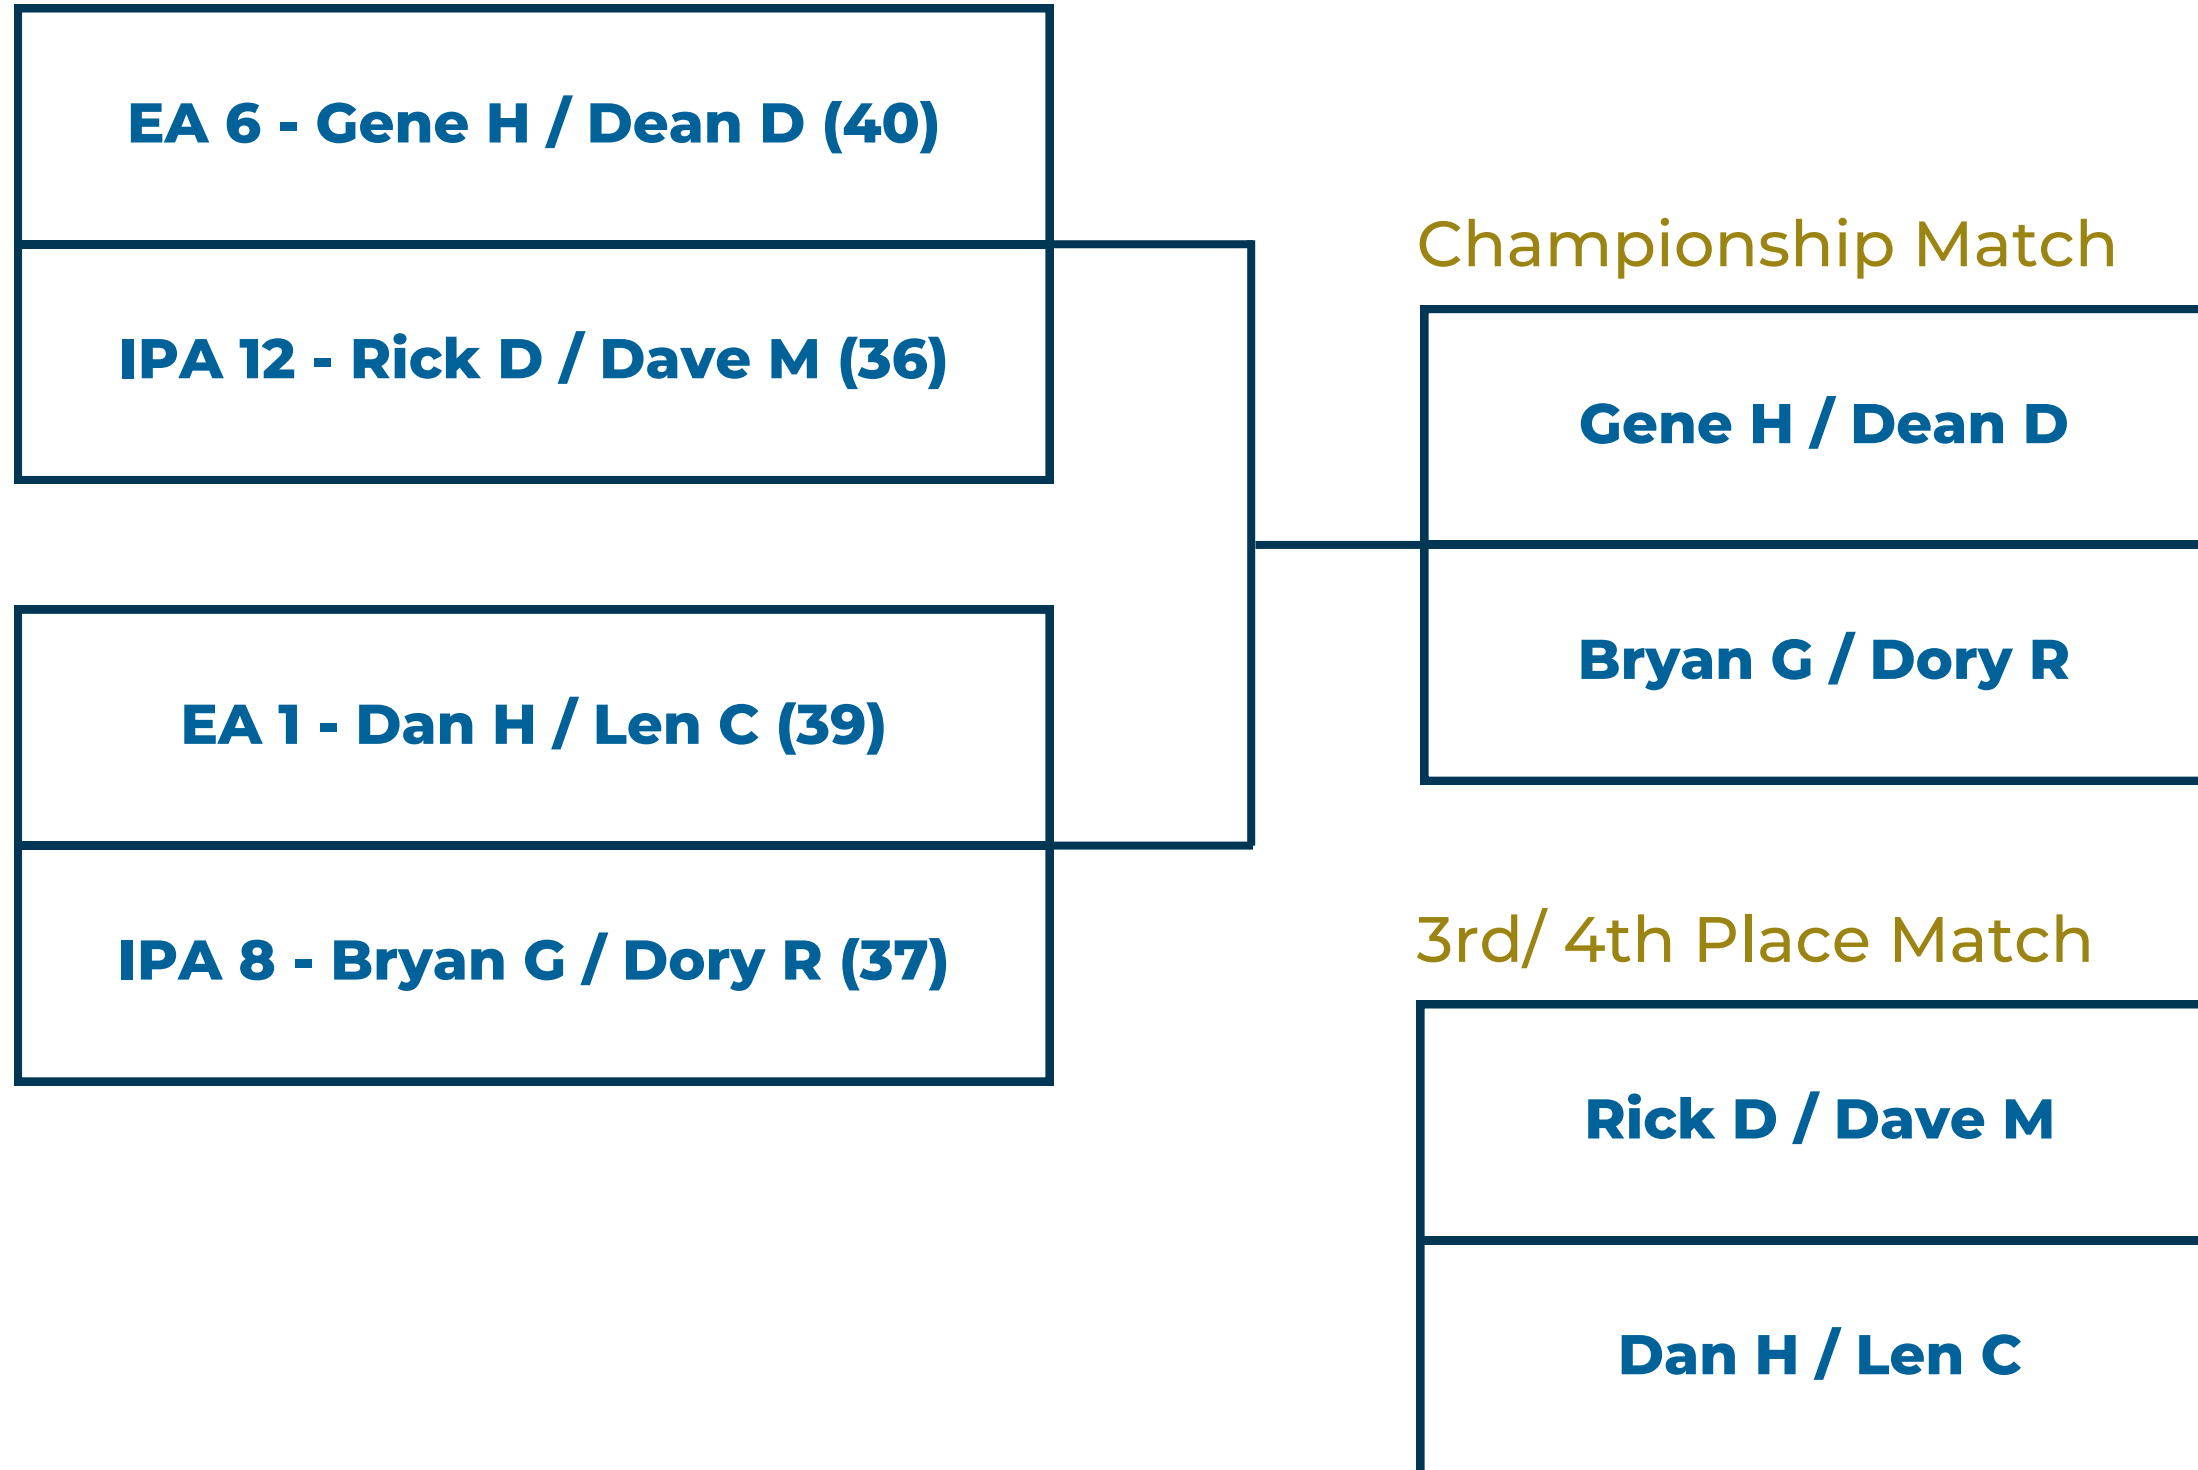 EA 6 - Gene H / Dean D (40)
IPA 12 - Rick D / Dave M (36)
EA 1 - Dan H / Len C (39)
IPA 8 - Bryan G / Dory R (37)
Championship Match
Gene H / Dean D
Bryan G / Dory R
3rd/ 4th Place Match
Rick D / Dave M
Dan H / Len C